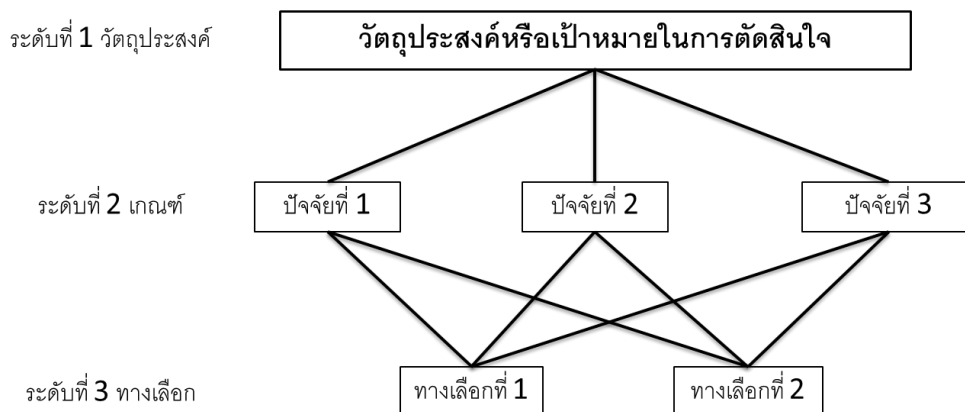 ระดับที่ 1 วัตถุประสงค์
วัตถุประสงค์หรือเป้าหมายในการตัดสินใจ
ระดับที่ 2 เกณฑ์
ปัจจัยที่ 1
ปัจจัยที่ 2
ปัจจัยที่ 3
ระดับที่ 3 ทางเลือก
ทางเลือกที่ 1
ทางเลือกที่ 2